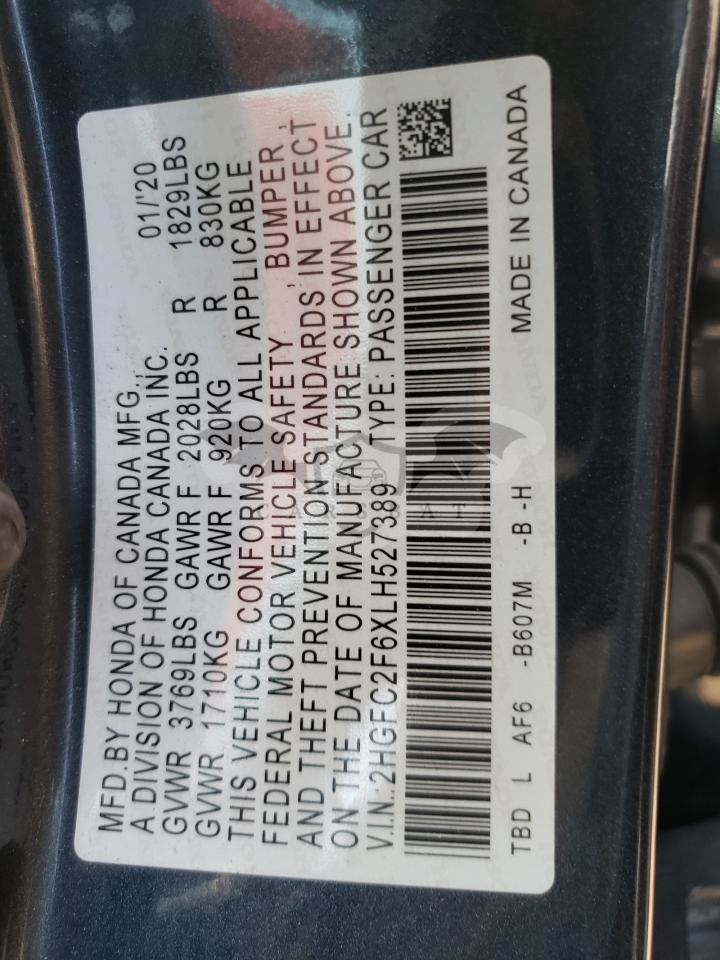 MFD.BY HONDA OF CANADA MFG., 01/'20
A DIVISION OF HONDA CANADA INC.
GVWR 3769LBS GAWR F 2028LBS R 1829LBS
GVWR 1710KG GAWR F 920KG R 830KG
THIS VEHICLE CONFORMS TO ALL APPLICABLE
FEDERAL MOTOR VEHICLE SAFETY , BUMPER ,
AND THEFT PREVENTION STANDARDS IN EFFECT
ON THE DATE OF MANUFACTURE SHOWN ABOVE.
V.I.N.:2HGFC2F6XLH527389 TYPE: PASSENGER CAR
TBD L AF6 -B607M -B -H MADE IN CANADA